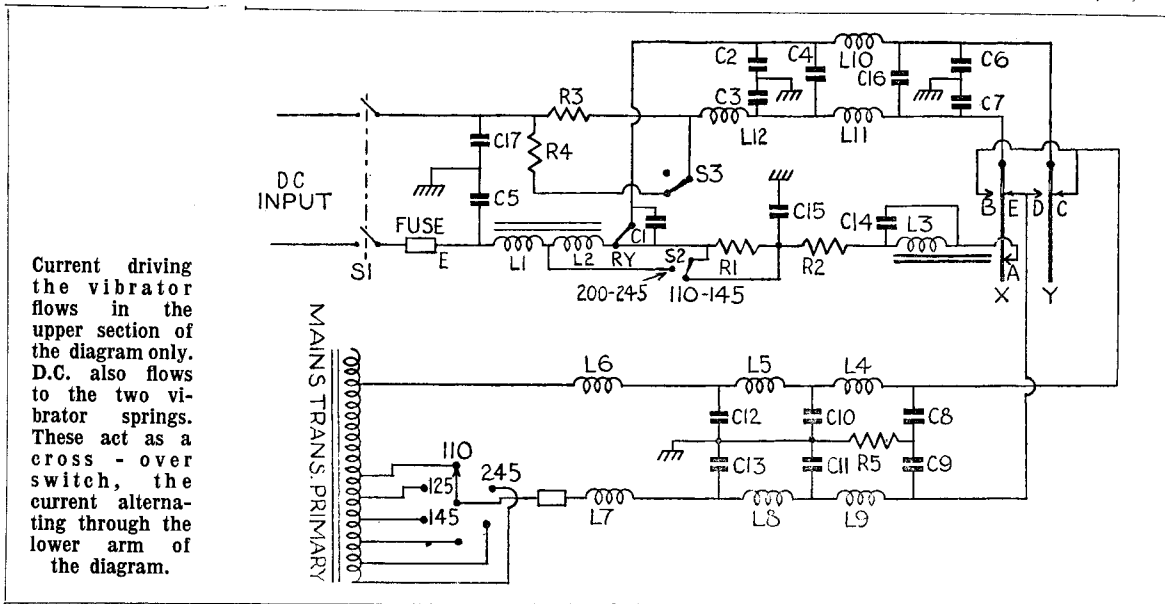 C2
C4
L10
C16
C6
R3
C3
C7
L12
L11
C17
R4
S3
DC
INPUT
C5
C15
B
E
D
C
FUSE
C1
C14
L3
E
L1
L2
RY
S2
R1
R2
A
S1
200-245
110-145
X
Y
Current driving
the vibrator
flows in the
upper section of
the diagram only.
D.C. also flows
to the two vi-
brator springs.
These act as a
cross - over
switch, the
current alterna-
ting through the
lower arm of
the diagram.
MAINS TRANS. PRIMARY
L6
L5
L4
C12
C10
C8
R5
C13
C11
C9
110
245
125
145
L7
L8
L9